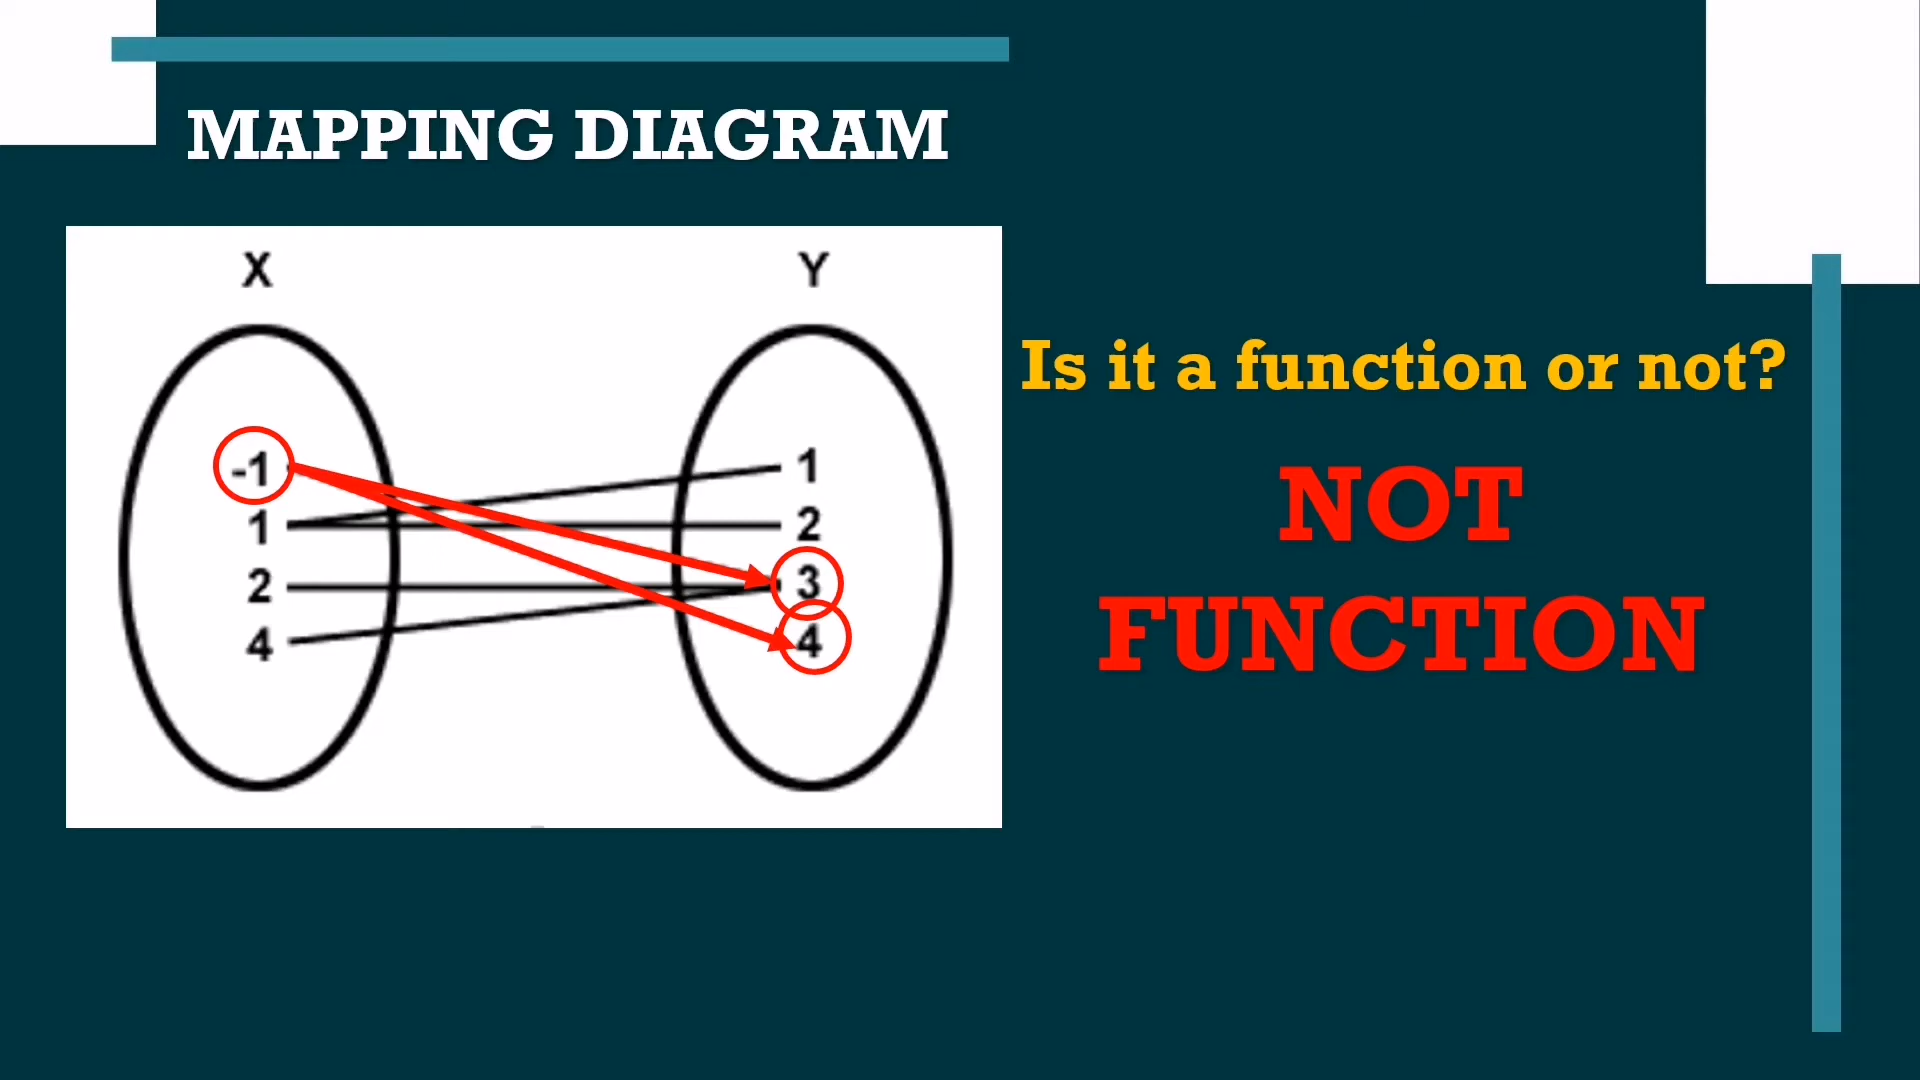 MAPPING DIAGRAM
X Y
-1 1
1 2
2 3
4 4
Is it a function or not?
NOT
FUNCTION